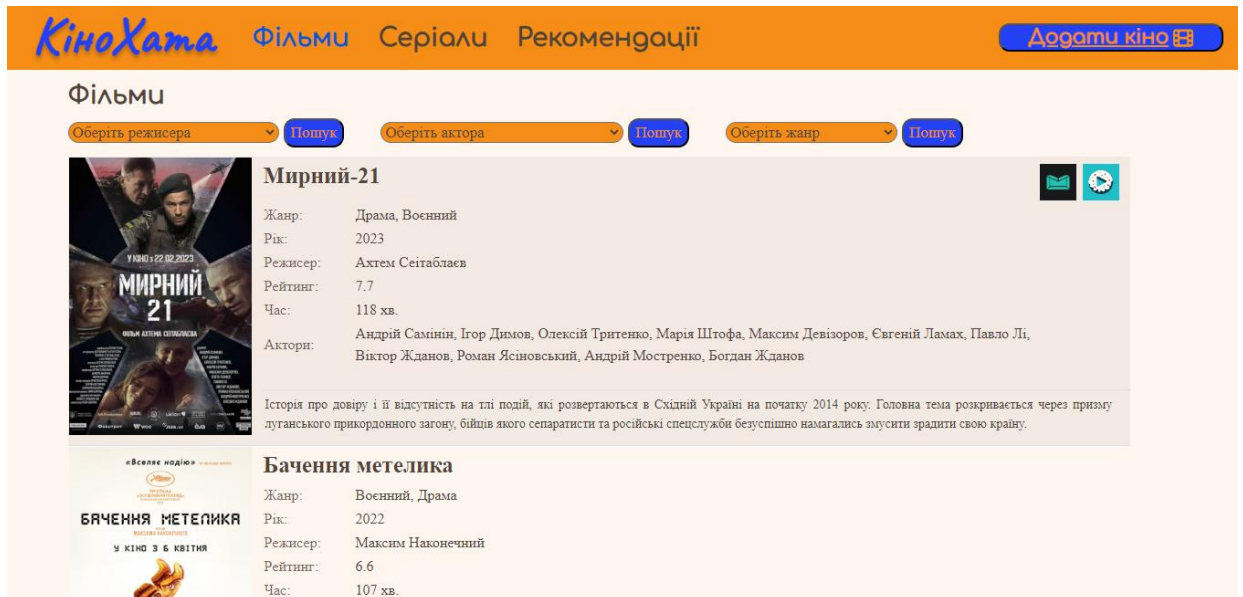 КіноХата Фільми Серіали Рекомендації Додати кіно
Фільми
Оберіть режисера Пошук Оберіть актора Пошук Оберіть жанр Пошук
У КІНО з 22.02.2023
МИРНИЙ
21
ФІЛЬМ АХТЕМА СЕІТАБЛАЄВА
Мирний-21
Жанр: Драма, Воєнний
Рік: 2023
Режисер: Ахтем Сеітаблаєв
Рейтинг: 7.7
Час: 118 хв.
Актори: Андрій Самінін, Ігор Димов, Олексій Тритенко, Марія Штофа, Максим Девізоров, Євгеній Ламах, Павло Лі,
Віктор Жданов, Роман Ясіновський, Андрій Мостренко, Богдан Жданов
Історія про довіру і її відсутність на тлі подій, які розвертаються в Східній Україні на початку 2014 року. Головна тема розкривається через призму
луганського прикордонного загону, бійців якого сепаратисти та російські спецслужби безуспішно намагались змусити зрадити свою країну.
«Вселяє надію»
БАЧЕННЯ МЕТЕЛИКА
У КІНО З 6 КВІТНЯ
Бачення метелика
Жанр: Воєнний, Драма
Рік: 2022
Режисер: Максим Наконечний
Рейтинг: 6.6
Час: 107 хв.